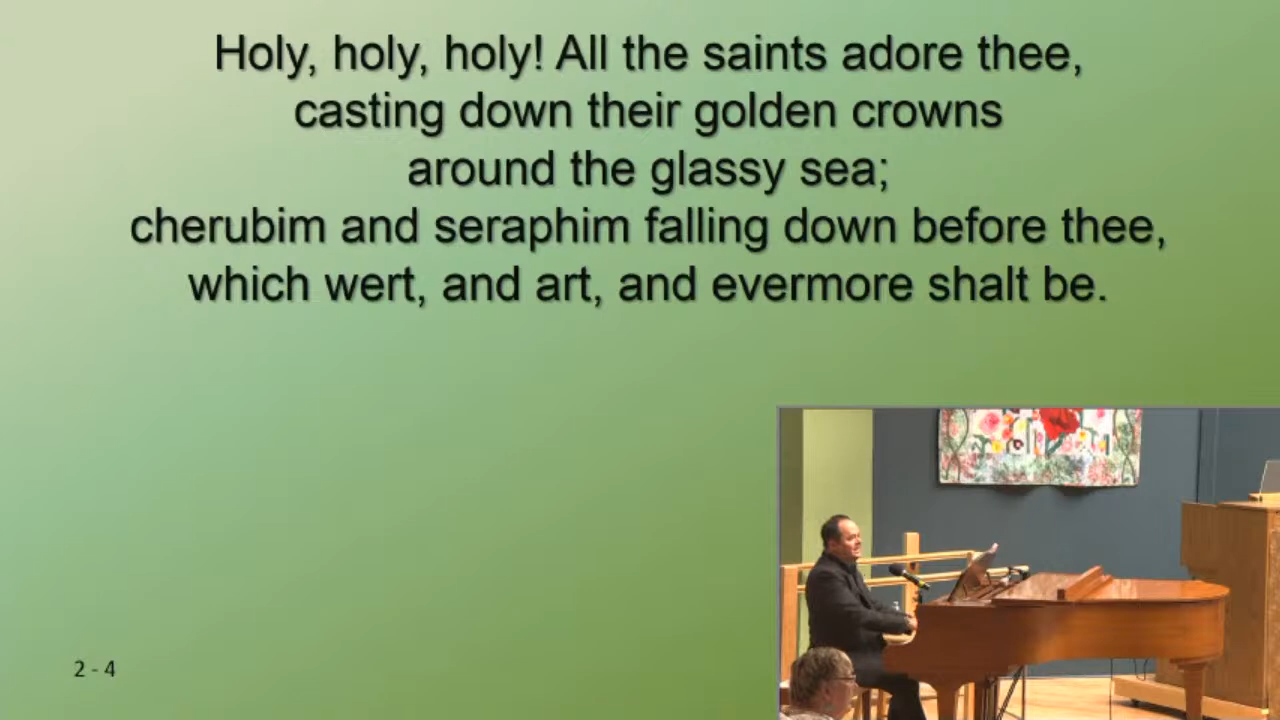 Holy, holy, holy! All the saints adore thee,
casting down their golden crowns
around the glassy sea;
cherubim and seraphim falling down before thee,
which wert, and art, and evermore shalt be.
2 - 4